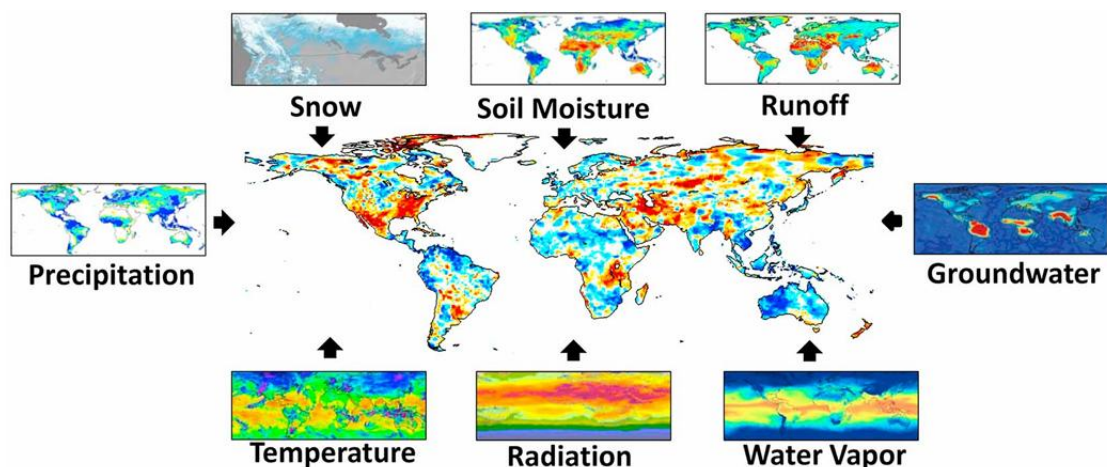 Snow
Soil Moisture
Runoff
Precipitation
Groundwater
Temperature
Radiation
Water Vapor